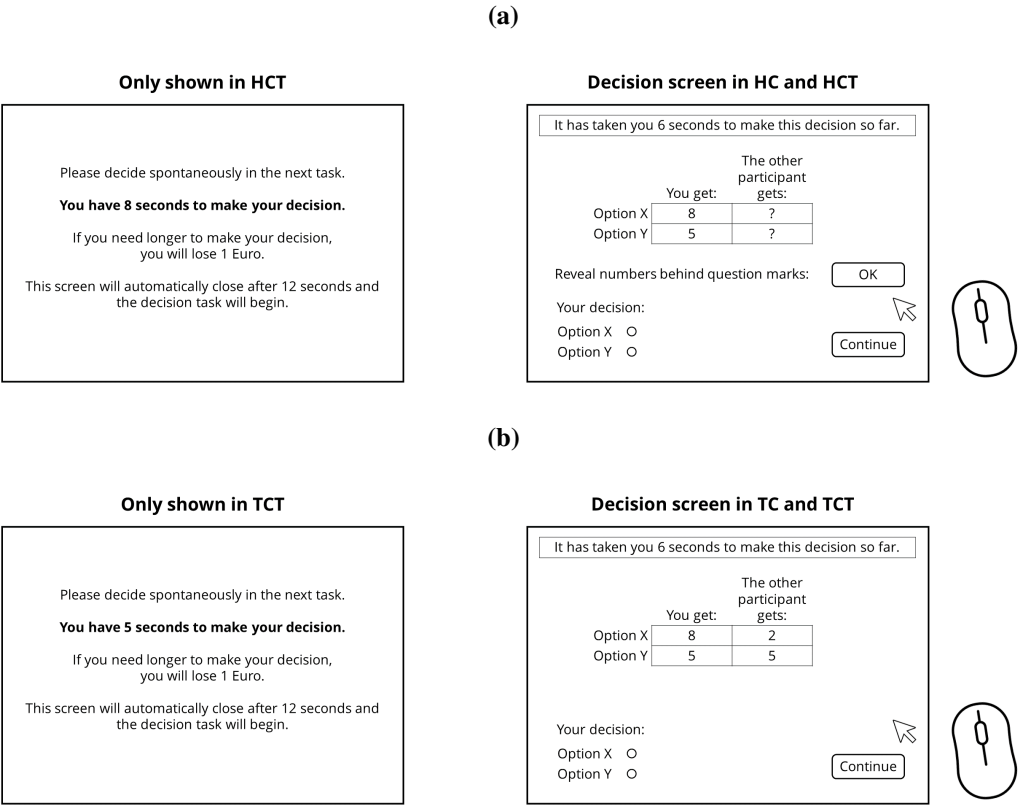 (a)
Only shown in HCT
Please decide spontaneously in the next task.
You have 8 seconds to make your decision.
If you need longer to make your decision,
you will lose 1 Euro.
This screen will automatically close after 12 seconds and
the decision task will begin.
Decision screen in HC and HCT
It has taken you 6 seconds to make this decision so far.
The other
participant
You get: gets:
Option X 8 ?
Option Y 5 ?
Reveal numbers behind question marks: OK
Your decision:
Option X
Option Y
Continue
(b)
Only shown in TCT
Please decide spontaneously in the next task.
You have 5 seconds to make your decision.
If you need longer to make your decision,
you will lose 1 Euro.
This screen will automatically close after 12 seconds and
the decision task will begin.
Decision screen in TC and TCT
It has taken you 6 seconds to make this decision so far.
The other
participant
You get: gets:
Option X 8 2
Option Y 5 5
Your decision:
Option X
Option Y
Continue